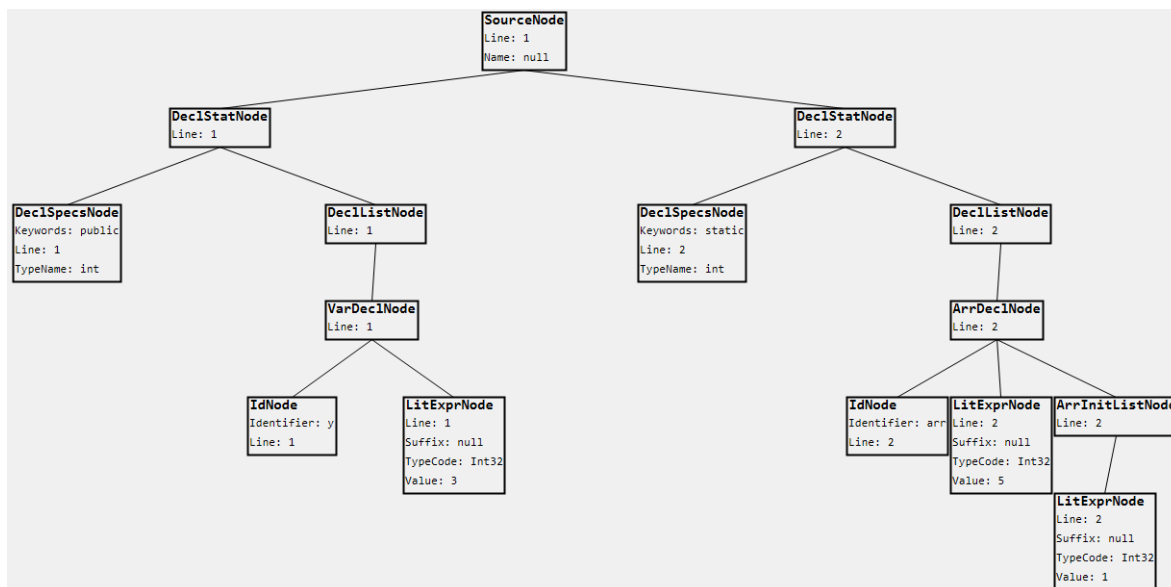 SourceNode
Line: 1
Name: null
DeclStatNode
Line: 1
DeclStatNode
Line: 2
DeclSpecsNode
Keywords: public
Line: 1
TypeName: int
DeclListNode
Line: 1
DeclSpecsNode
Keywords: static
Line: 2
TypeName: int
DeclListNode
Line: 2
VarDeclNode
Line: 1
ArrDeclNode
Line: 2
IdNode
Identifier: y
Line: 1
LitExprNode
Line: 1
Suffix: null
TypeCode: Int32
Value: 3
IdNode
Identifier: arr
Line: 2
LitExprNode
Line: 2
Suffix: null
TypeCode: Int32
Value: 5
ArrInitListNode
Line: 2
LitExprNode
Line: 2
Suffix: null
TypeCode: Int32
Value: 1